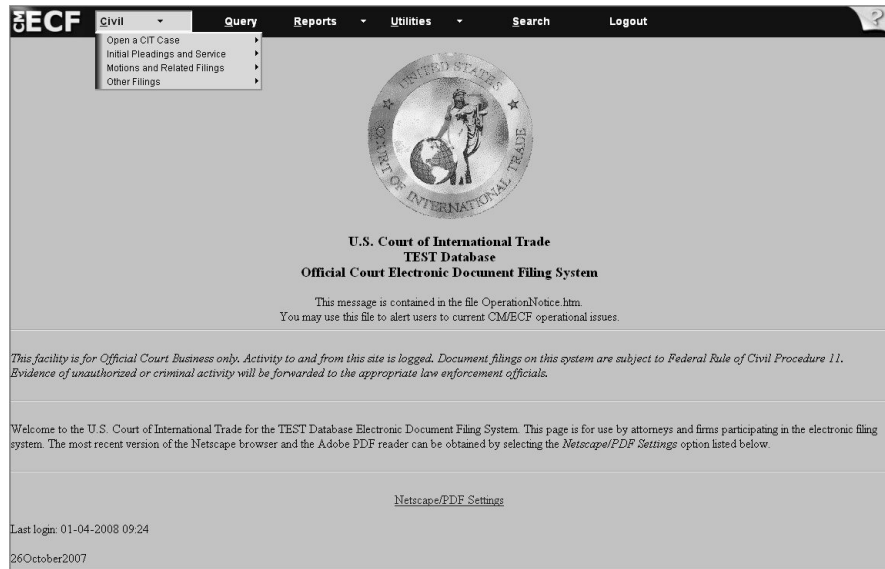 CM ECF Civil Query Reports Utilities Search Logout ?
Open a CIT Case
Initial Pleadings and Service
Motions and Related Filings
Other Filings
UNITED STATES
COURT OF INTERNATIONAL TRADE
U.S. Court of International Trade
TEST Database
Official Court Electronic Document Filing System
This message is contained in the file OperationNotice.htm.
You may use this file to alert users to current CM/ECF operational issues.
This facility is for Official Court Business only. Activity to and from this site is logged. Document filings on this system are subject to Federal Rule of Civil Procedure 11.
Evidence of unauthorized or criminal activity will be forwarded to the appropriate law enforcement officials.
Welcome to the U.S. Court of International Trade for the TEST Database Electronic Document Filing System. This page is for use by attorneys and firms participating in the electronic filing
system. The most recent version of the Netscape browser and the Adobe PDF reader can be obtained by selecting the Netscape/PDF Settings option listed below.
Netscape/PDF Settings
Last login: 01-04-2008 09:24
26October2007